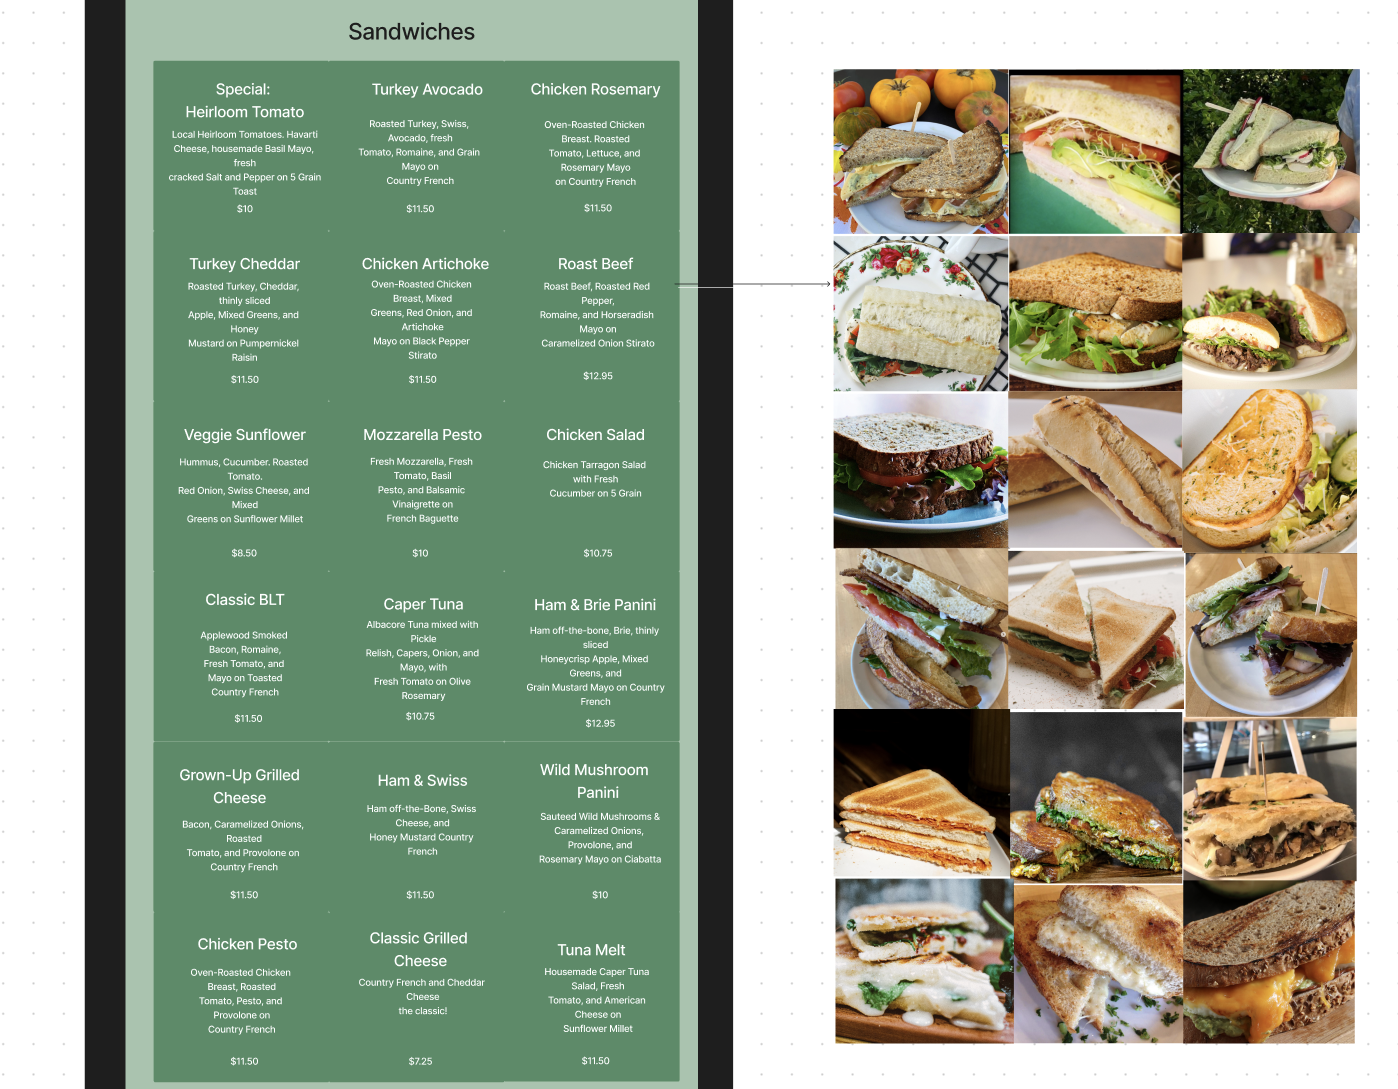 Sandwiches
Special:
Heirloom Tomato
Local Heirloom Tomatoes. Havarti
Cheese, housemade Basil Mayo,
fresh
cracked Salt and Pepper on 5 Grain
Toast
$10
Turkey Avocado
Roasted Turkey, Swiss,
Avocado, fresh
Tomato, Romaine, and Grain
Mayo on
Country French
$11.50
Chicken Rosemary
Oven-Roasted Chicken
Breast. Roasted
Tomato, Lettuce, and
Rosemary Mayo
on Country French
$11.50
Turkey Cheddar
Roasted Turkey, Cheddar,
thinly sliced
Apple, Mixed Greens, and
Honey
Mustard on Pumpernickel
Raisin
$11.50
Chicken Artichoke
Oven-Roasted Chicken
Breast, Mixed
Greens, Red Onion, and
Artichoke
Mayo on Black Pepper
Stirato
$11.50
Roast Beef
Roast Beef, Roasted Red
Pepper,
Romaine, and Horseradish
Mayo on
Caramelized Onion Stirato
$12.95
Veggie Sunflower
Hummus, Cucumber. Roasted
Tomato.
Red Onion, Swiss Cheese, and
Mixed
Greens on Sunflower Millet
$8.50
Mozzarella Pesto
Fresh Mozzarella, Fresh
Tomato, Basil
Pesto, and Balsamic
Vinaigrette on
French Baguette
$10
Chicken Salad
Chicken Tarragon Salad
with Fresh
Cucumber on 5 Grain
$10.75
Classic BLT
Applewood Smoked
Bacon, Romaine,
Fresh Tomato, and
Mayo on Toasted
Country French
$11.50
Caper Tuna
Albacore Tuna mixed with
Pickle
Relish, Capers, Onion, and
Mayo, with
Fresh Tomato on Olive
Rosemary
$10.75
Ham & Brie Panini
Ham off-the-bone, Brie, thinly
sliced
Honeycrisp Apple, Mixed
Greens, and
Grain Mustard Mayo on Country
French
$12.95
Grown-Up Grilled
Cheese
Bacon, Caramelized Onions,
Roasted
Tomato, and Provolone on
Country French
$11.50
Ham & Swiss
Ham off-the-Bone, Swiss
Cheese, and
Honey Mustard Country
French
$11.50
Wild Mushroom
Panini
Sauteed Wild Mushrooms &
Caramelized Onions,
Provolone, and
Rosemary Mayo on Ciabatta
$10
Chicken Pesto
Oven-Roasted Chicken
Breast, Roasted
Tomato, Pesto, and
Provolone on
Country French
$11.50
Classic Grilled
Cheese
Country French and Cheddar
Cheese
the classic!
$7.25
Tuna Melt
Housemade Caper Tuna
Salad, Fresh
Tomato, and American
Cheese on
Sunflower Millet
$11.50